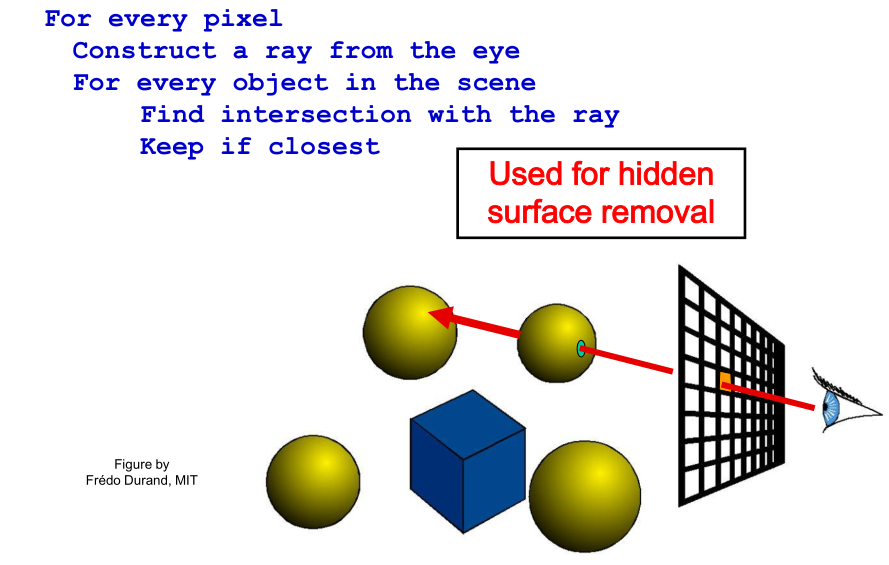 For every pixel
Construct a ray from the eye
For every object in the scene
Find intersection with the ray
Keep if closest
Used for hidden
surface removal
Figure by
Frédo Durand, MIT